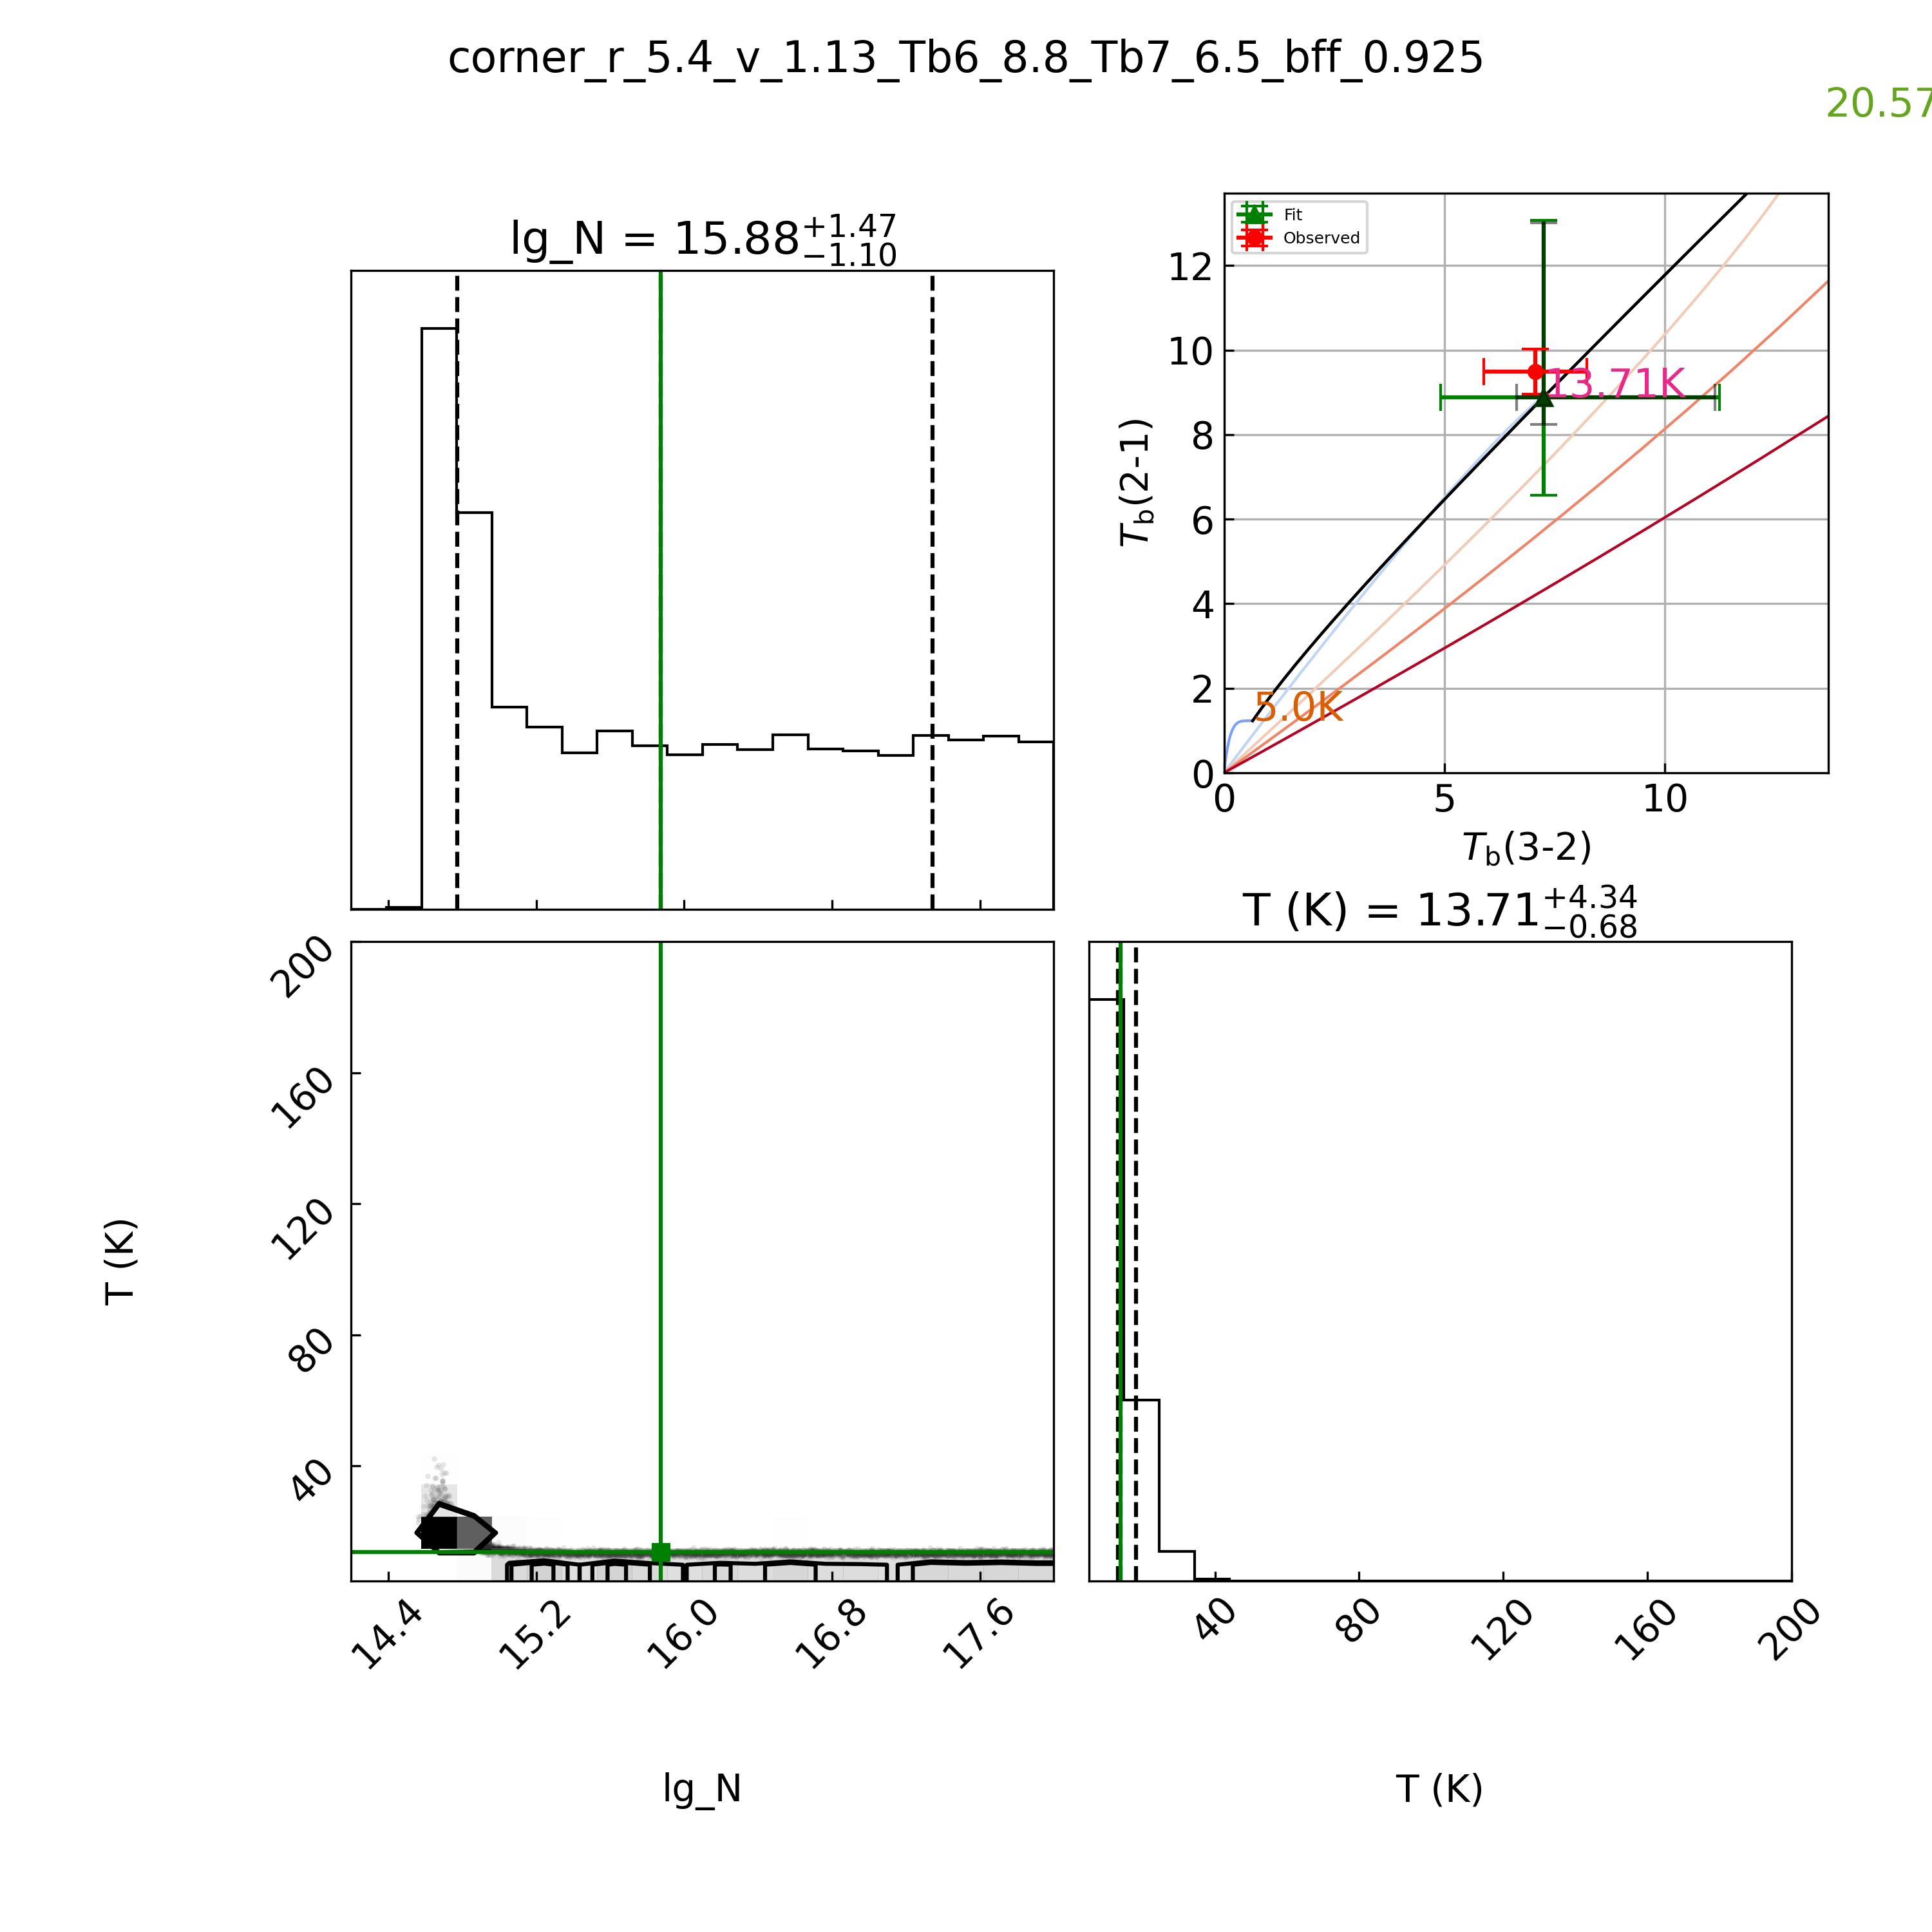 corner_r_5.4_v_1.13_Tb6_8.8_Tb7_6.5_bff_0.925
20.57
lg_N = 15.88 +1.47 −1.10
Fit
Observed
12
10
8
6
4
2
0
0
5
10
13.71K
5.0K
Tb(2-1)
Tb(3-2)
T (K) = 13.71 +4.34 −0.68
200
160
120
80
40
T (K)
14.4
15.2
16.0
16.8
17.6
lg_N
40
80
120
160
200
T (K)